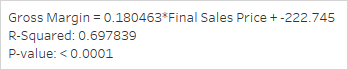 Gross Margin = 0.180463*Final Sales Price + -222.745
R-Squared: 0.697839
P-value: < 0.0001